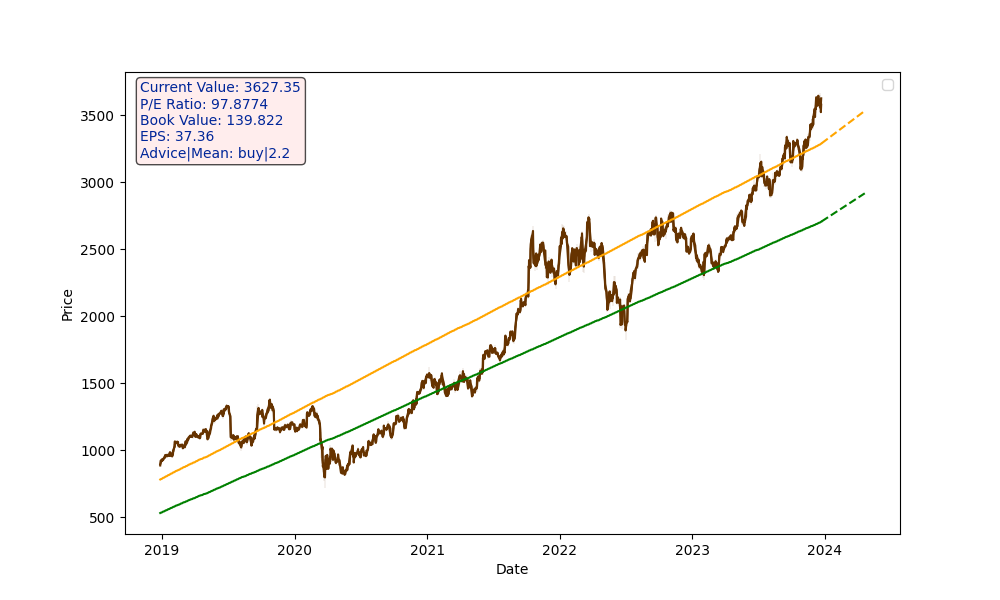 Current Value: 3627.35
P/E Ratio: 97.8774
Book Value: 139.822
EPS: 37.36
Advice|Mean: buy|2.2
Price
3500
3000
2500
2000
1500
1000
500
2019 2020 2021 2022 2023 2024
Date